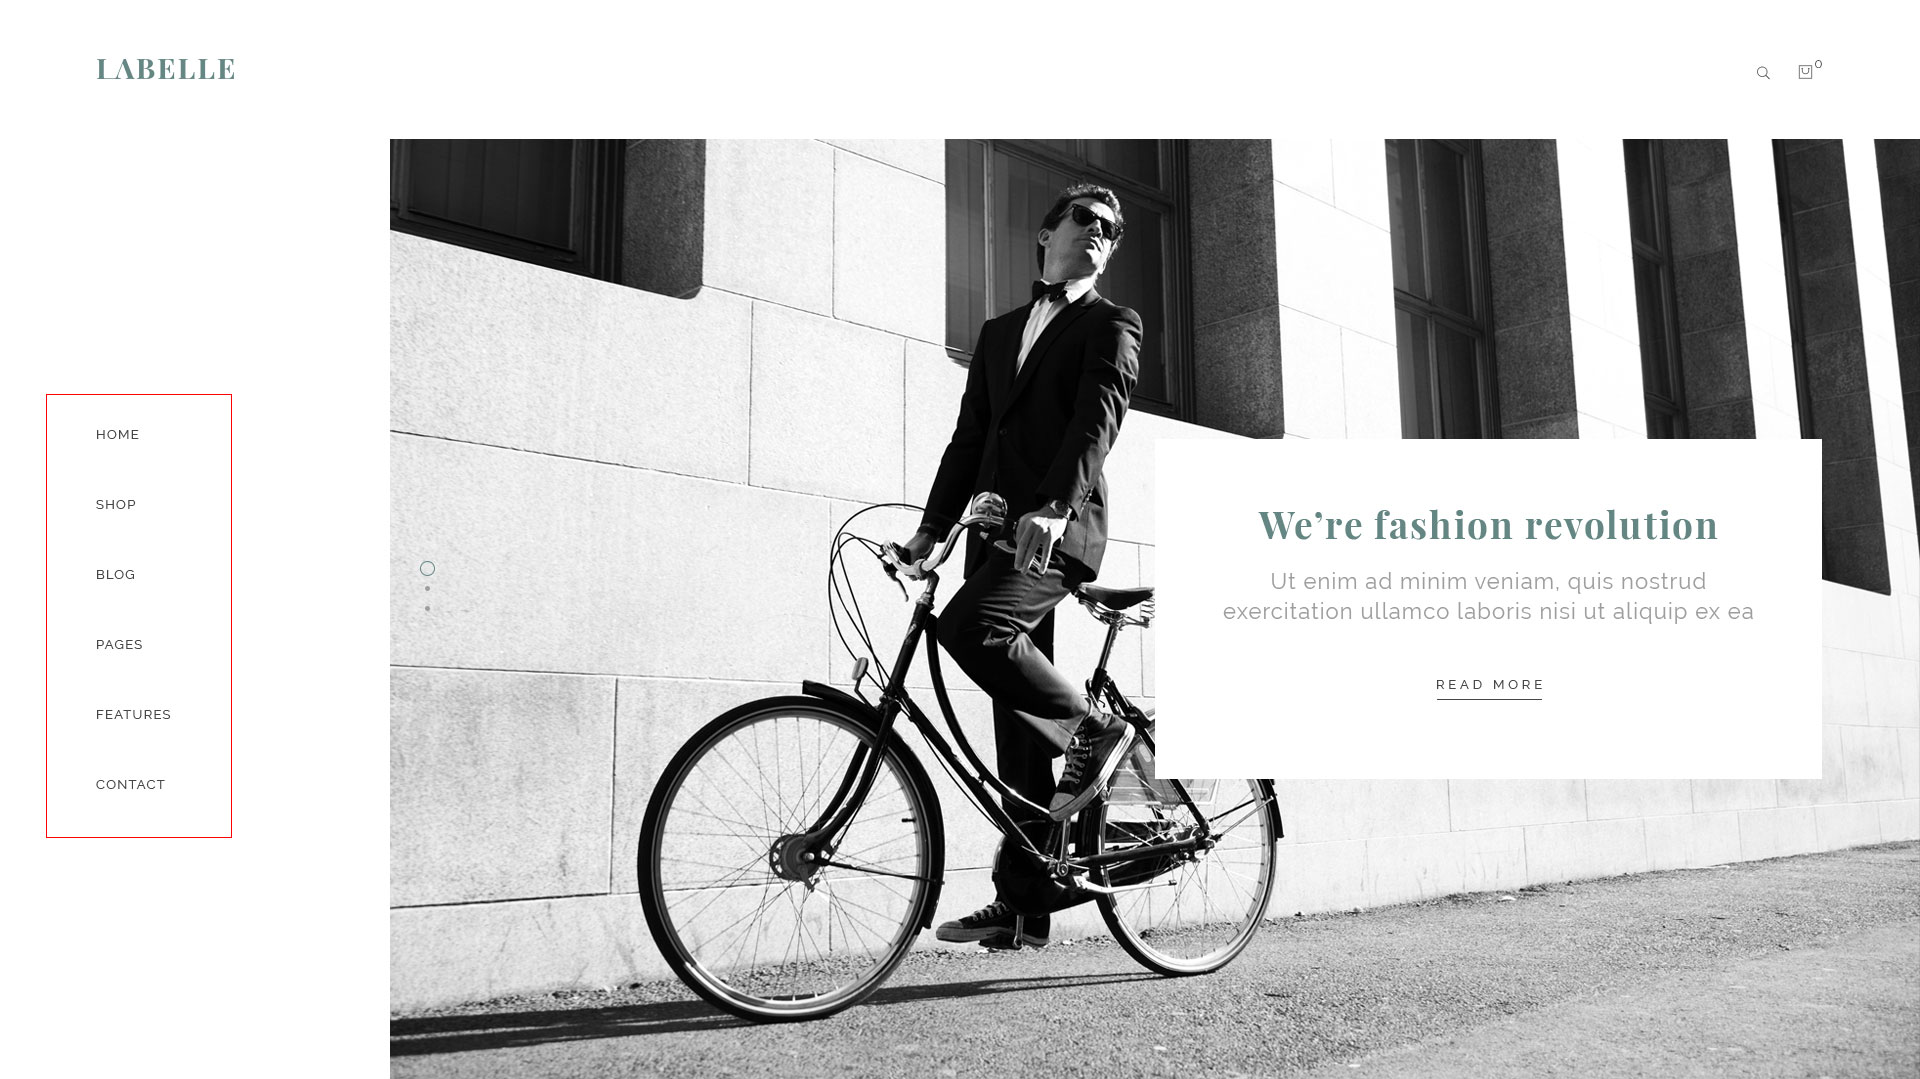 LABELLE
0
HOME
SHOP
BLOG
PAGES
FEATURES
CONTACT
We’re fashion revolution
Ut enim ad minim veniam, quis nostrud
exercitation ullamco laboris nisi ut aliquip ex ea
READ MORE